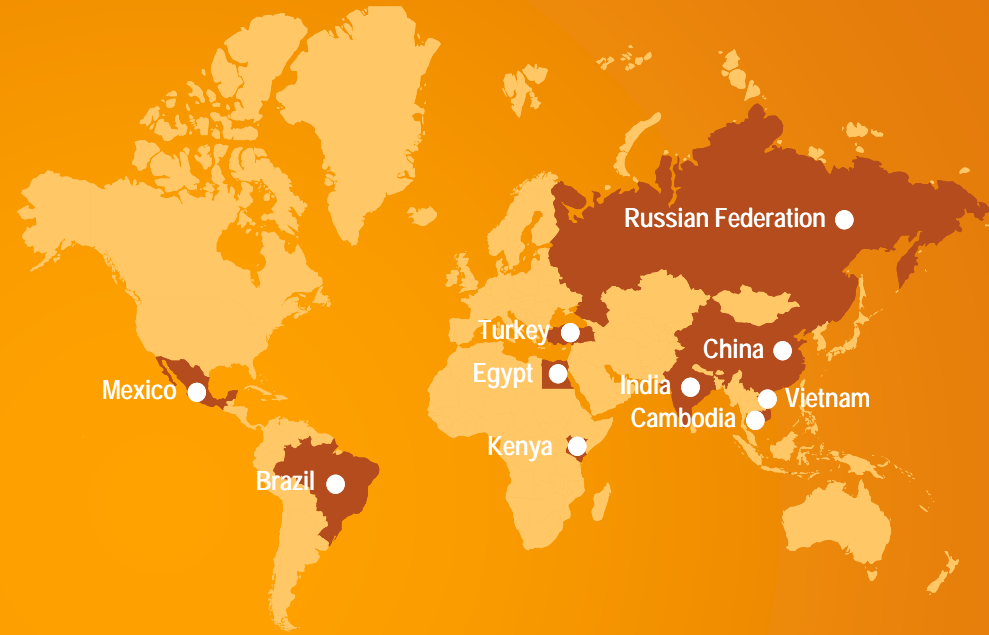 Russian Federation
Turkey
China
Egypt
India
Mexico
Vietnam
Cambodia
Kenya
Brazil